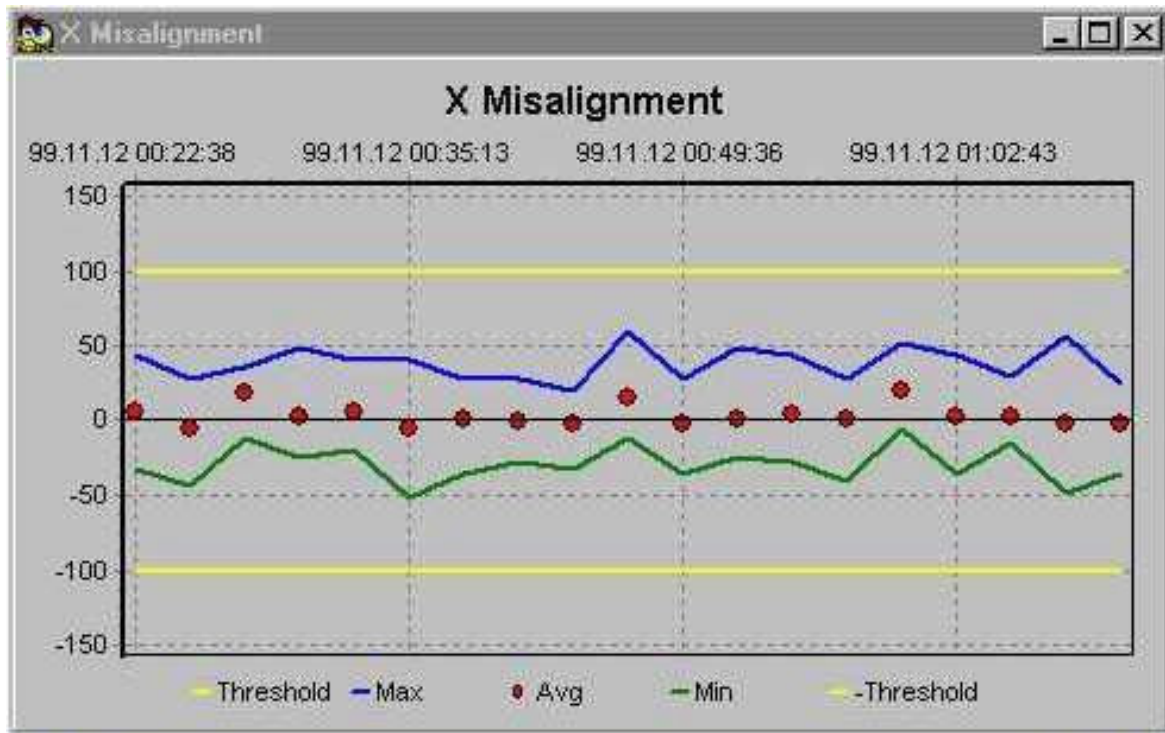 X Misalignment
X Misalignment
99.11.12 00:22:38 99.11.12 00:35:13 99.11.12 00:49:36 99.11.12 01:02:43
150
100
50
0
-50
-100
-150
Threshold Max Avg Min -Threshold